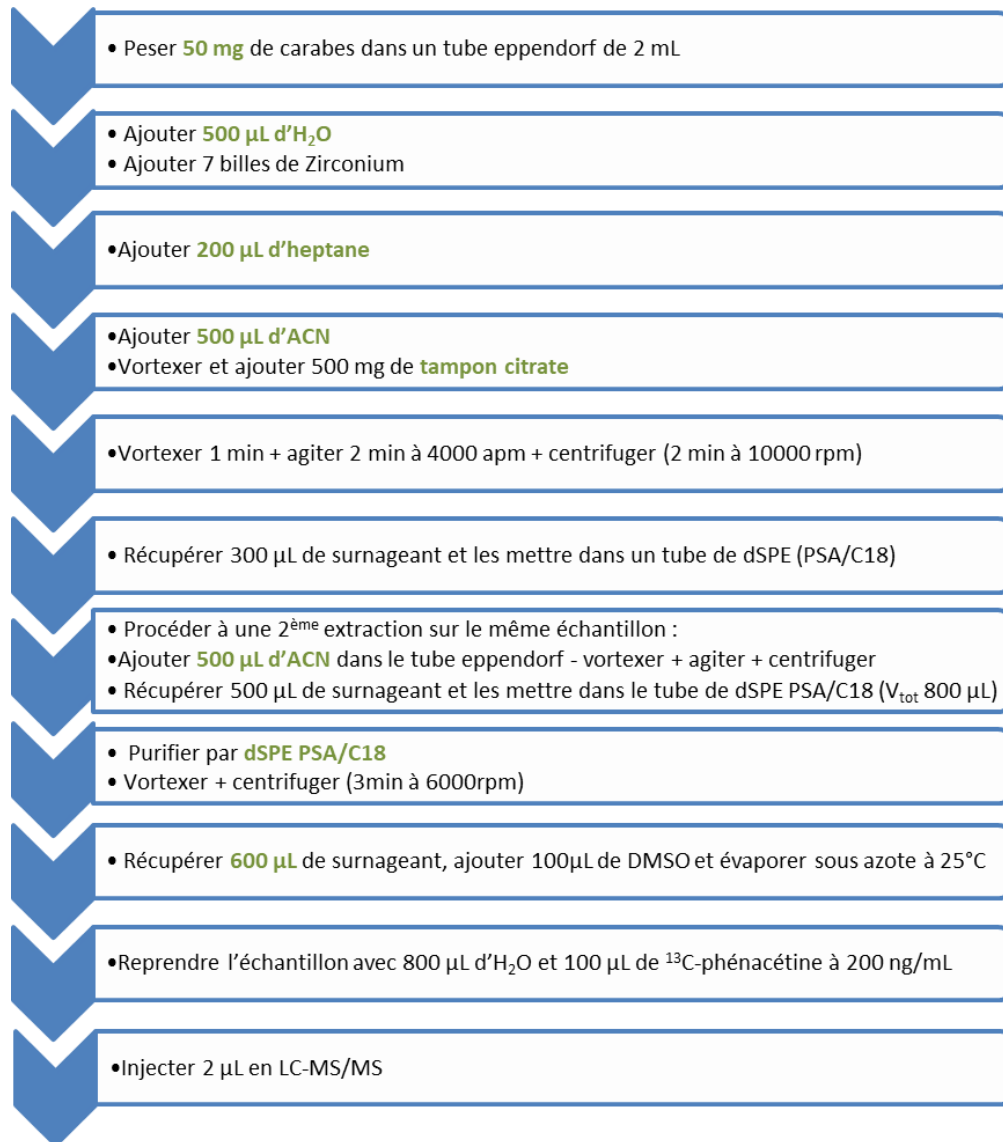 • Peser 50 mg de carabes dans un tube eppendorf de 2 mL
• Ajouter 500 µL d’H₂O
• Ajouter 7 billes de Zirconium
•Ajouter 200 µL d’heptane
•Ajouter 500 µL d’ACN
•Vortexer et ajouter 500 mg de tampon citrate
•Vortexer 1 min + agiter 2 min à 4000 apm + centrifuger (2 min à 10000 rpm)
• Récupérer 300 µL de surnageant et les mettre dans un tube de dSPE (PSA/C18)
• Procéder à une 2ème extraction sur le même échantillon :
•Ajouter 500 µL d’ACN dans le tube eppendorf - vortexer + agiter + centrifuger
• Récupérer 500 µL de surnageant et les mettre dans le tube de dSPE PSA/C18 (Vtot 800 µL)
• Purifier par dSPE PSA/C18
• Vortexer + centrifuger (3min à 6000rpm)
• Récupérer 600 µL de surnageant, ajouter 100µL de DMSO et évaporer sous azote à 25°C
•Reprendre l’échantillon avec 800 µL d’H₂O et 100 µL de ¹³C-phénacétine à 200 ng/mL
•Injecter 2 µL en LC-MS/MS